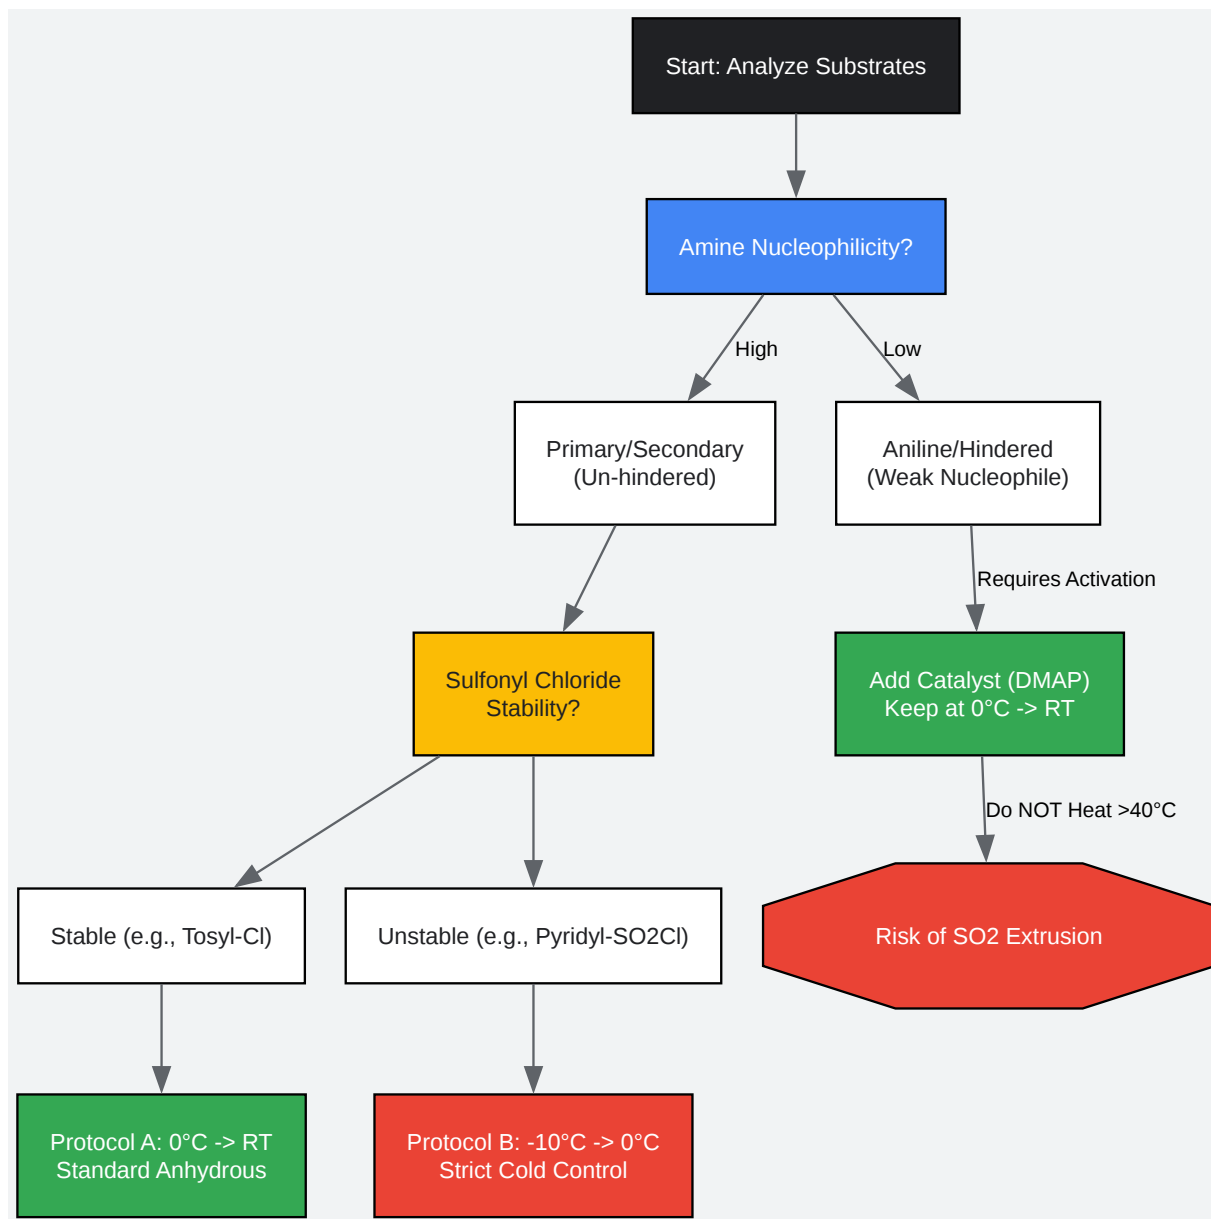 Start: Analyze Substrates
Amine Nucleophilicity?
High
Low
Primary/Secondary
(Un-hindered)
Aniline/Hindered
(Weak Nucleophile)
Requires Activation
Sulfonyl Chloride
Stability?
Add Catalyst (DMAP)
Keep at 0°C -> RT
Do NOT Heat >40°C
Stable (e.g., Tosyl-Cl)
Unstable (e.g., Pyridyl-SO2Cl)
Risk of SO2 Extrusion
Protocol A: 0°C -> RT
Standard Anhydrous
Protocol B: -10°C -> 0°C
Strict Cold Control